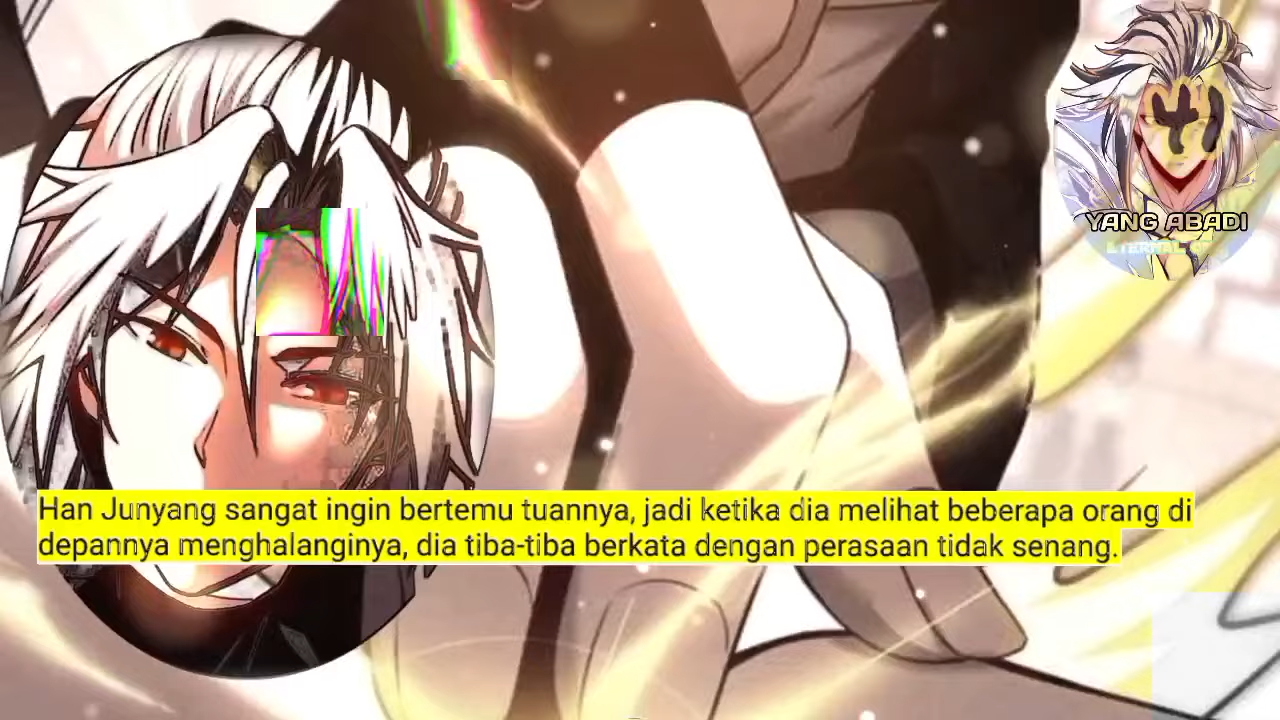 YANG ABADI
Han Junyang sangat ingin bertemu tuannya, jadi ketika dia melihat beberapa orang di
depannya menghalanginya, dia tiba-tiba berkata dengan perasaan tidak senang.